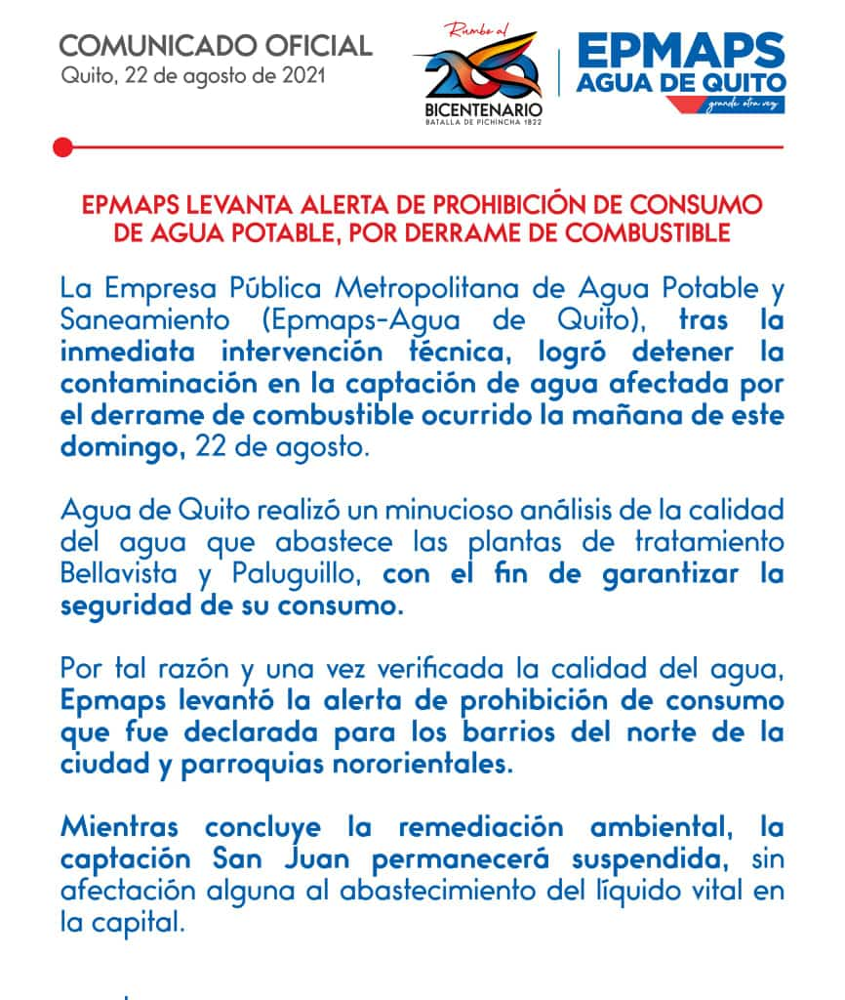 COMUNICADO OFICIAL
Quito, 22 de agosto de 2021
Rumbo al
200
BICENTENARIO
BATALLA DE PICHINCHA 1822
EPMAPS
AGUA DE QUITO
grande otra vez
EPMAPS LEVANTA ALERTA DE PROHIBICIÓN DE CONSUMO
DE AGUA POTABLE, POR DERRAME DE COMBUSTIBLE
La Empresa Pública Metropolitana de Agua Potable y
Saneamiento (Epmaps-Agua de Quito), tras la
inmediata intervención técnica, logró detener la
contaminación en la captación de agua afectada por
el derrame de combustible ocurrido la mañana de este
domingo, 22 de agosto.
Agua de Quito realizó un minucioso análisis de la calidad
del agua que abastece las plantas de tratamiento
Bellavista y Paluguillo, con el fin de garantizar la
seguridad de su consumo.
Por tal razón y una vez verificada la calidad del agua,
Epmaps levantó la alerta de prohibición de consumo
que fue declarada para los barrios del norte de la
ciudad y parroquias nororientales.
Mientras concluye la remediación ambiental, la
captación San Juan permanecerá suspendida, sin
afectación alguna al abastecimiento del líquido vital en
la capital.